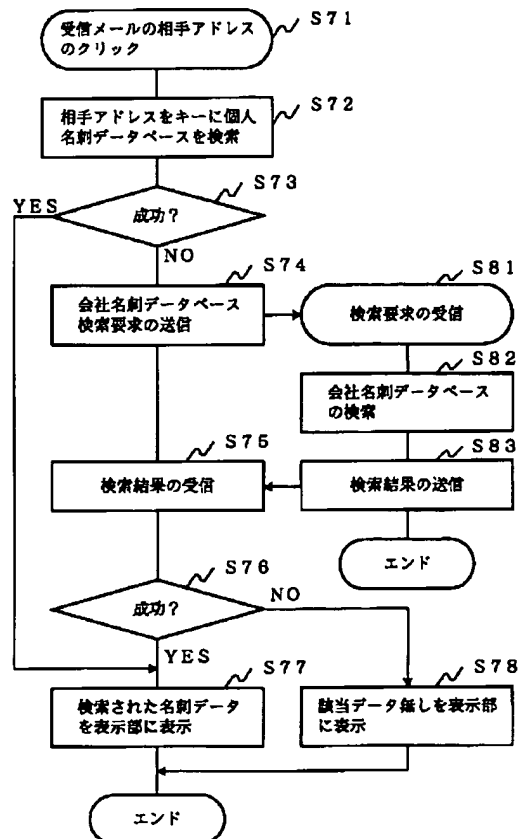 受信メールの相手アドレス
のクリック
S71
相手アドレスをキーに個人
名刺データベースを検索
S72
成功？
S73
YES
NO
会社名刺データベース
検索要求の送信
S74
検索要求の受信
S81
会社名刺データベース
の検索
S82
検索結果の受信
S75
検索結果の送信
S83
エンド
成功？
S76
NO
YES
検索された名刺データ
を表示部に表示
S77
該当データ無しを表示部
に表示
S78
エンド